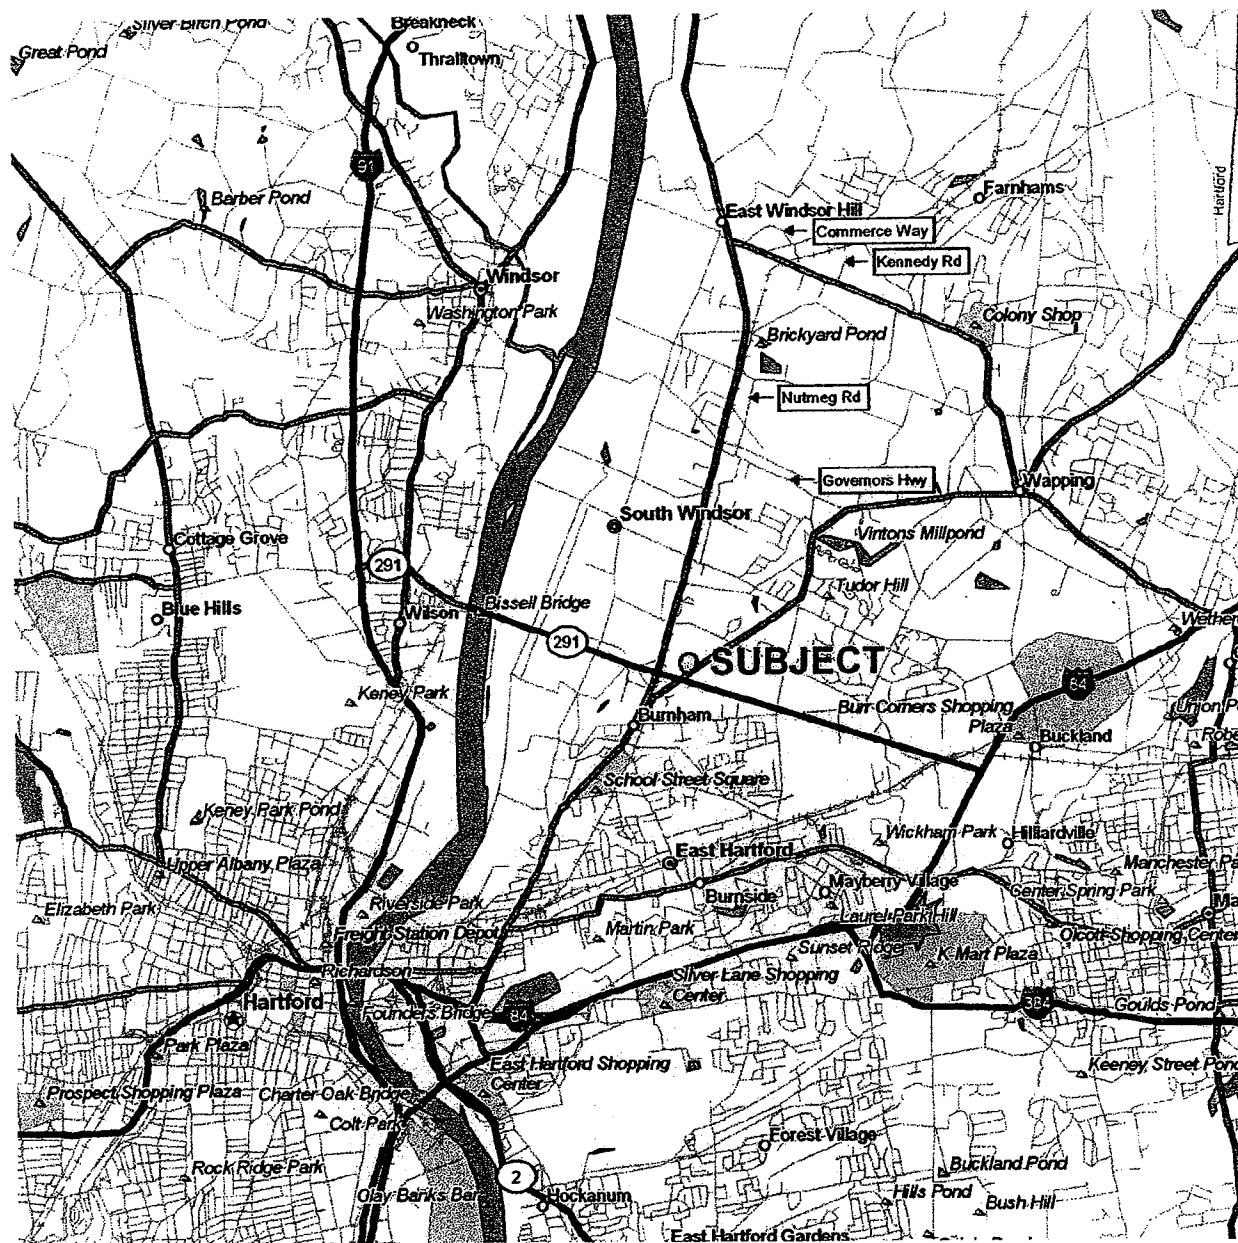 Silver Birch Pond
Breakneck
Great Pond
Thralltown
91
Barber Pond
Farnhams
Hartford
East Windsor Hill
Commerce Way
Kennedy Rd
Windsor
Washington Park
Colony Shop
Brickyard Pond
Nutmeg Rd
Governors Hwy
Wapping
South Windsor
Vintons Millpond
Cottage Grove
291
Tudor Hill
Blue Hills
Wilson
Bissell Bridge
291
SUBJECT
84
Keney Park
Burr Corners Shopping
Plaza
Burnham
Buckland
School Street Square
Keney Park Pond
Wickham Park
Hilliardville
Upper Albany Plaza
East Hartford
Manchester Pa
Mayberry Village
Center Spring Park
Burnside
Elizabeth Park
Riverside Park
Laurel Park Hill
Ma
Freight Station Depot
Martin Park
Olcott Shopping Center
Sunset Ridge
K Mart Plaza
Richardson
Silver Lane Shopping
Center
Hartford
Founders Bridge
84
384
Goulds Pond
Park Plaza
East Hartford Shopping
Center
Keeney Street Pond
Prospect Shopping Plaza
Charter Oak Bridge
Colt Park
Forest Village
Rock Ridge Park
Buckland Pond
2
Olay Banks Bar
Hockanum
Hills Pond
Bush Hill
East Hartford Gardens